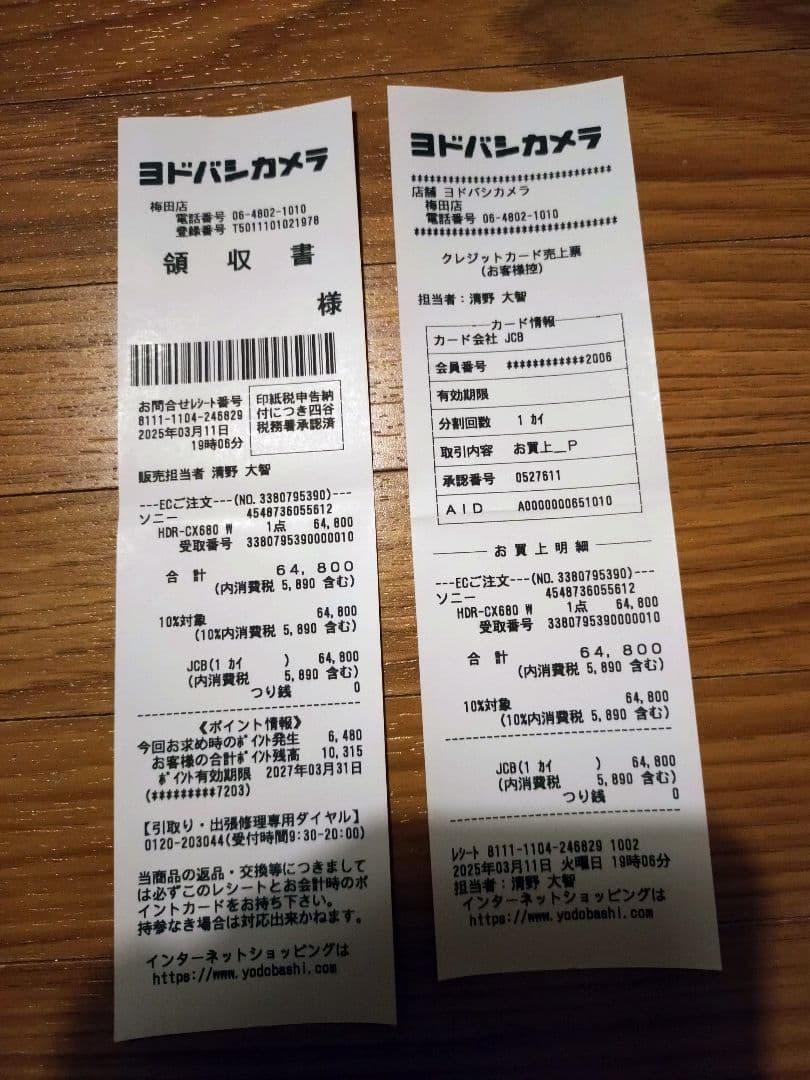 ヨドバシカメラ
梅田店
電話番号 06-4802-1010
登録番号 T5011101021978
領 収 書
様
お問合せﾚｼｰﾄ番号
8111-1104-246829
2025年03月11日
19時06分
印紙税申告納
付につき四谷
税務署承認済
販売担当者 清野 大智
---ECご注文---(NO.3380795390)---
ソニー 4548736055612
HDR-CX680 W 1点 64,800
受取番号 3380795390000010
合 計 64,800
(内消費税 5,890 含む)
10%対象 64,800
(10%内消費税 5,890 含む)
JCB(1 ｶｲ ) 64,800
(内消費税 5,890 含む)
つり銭 0
《ポイント情報》
今回お求め時のﾎﾟｲﾝﾄ発生 6,480
お客様の合計ﾎﾟｲﾝﾄ残高 10,315
ﾎﾟｲﾝﾄ有効期限 2027年03月31日
(*********7203)
【引取り・出張修理専用ダイヤル】
0120-203044(受付時間9:30-20:00)
当商品の返品・交換等につきまして
は必ずこのレシートとお会計時のポ
イントカードをお持ち下さい。
持参なき場合は対応出来かねます。
インターネットショッピングは
https://www.yodobashi.com
ヨドバシカメラ
********************************
店舗 ヨドバシカメラ
梅田店
電話番号 06-4802-1010
********************************
クレジットカード売上票
(お客様控)
担当者：清野 大智
カード情報
カード会社 JCB
会員番号 ************2006
有効期限
分割回数 1 ｶｲ
取引内容 お買上＿P
承認番号 0527611
AID A0000000651010
お買上明細
---ECご注文---(NO.3380795390)---
ソニー 4548736055612
HDR-CX680 W 1点 64,800
受取番号 3380795390000010
合 計 64,800
(内消費税 5,890 含む)
10%対象 64,800
(10%内消費税 5,890 含む)
JCB(1 ｶｲ ) 64,800
(内消費税 5,890 含む)
つり銭 0
ﾚｼｰﾄ 8111-1104-246829 1002
2025年03月11日 火曜日 19時06分
担当者：清野 大智
インターネットショッピングは
https://www.yodobashi.com